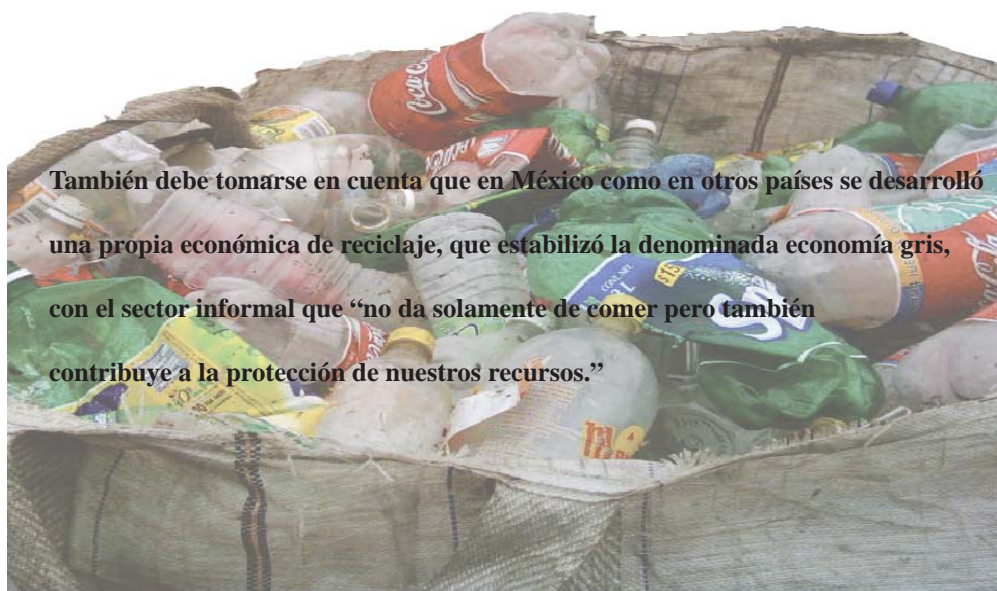 Coca-Co
También debe tomarse en cuenta que en México como en otros países se desarrolló
una propia económica de reciclaje, que estabilizó la denominada economía gris,
con el sector informal que “no da solamente de comer pero también
contribuye a la protección de nuestros recursos.”